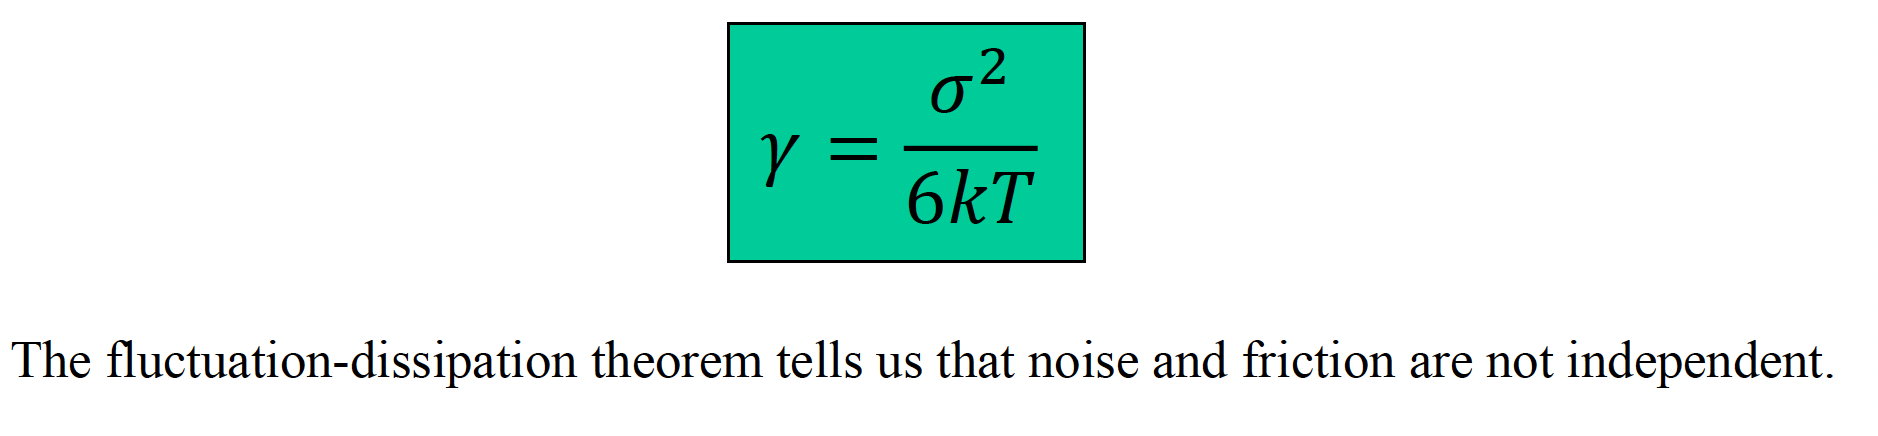 γ = σ² / 6kT
The fluctuation-dissipation theorem tells us that noise and friction are not independent.